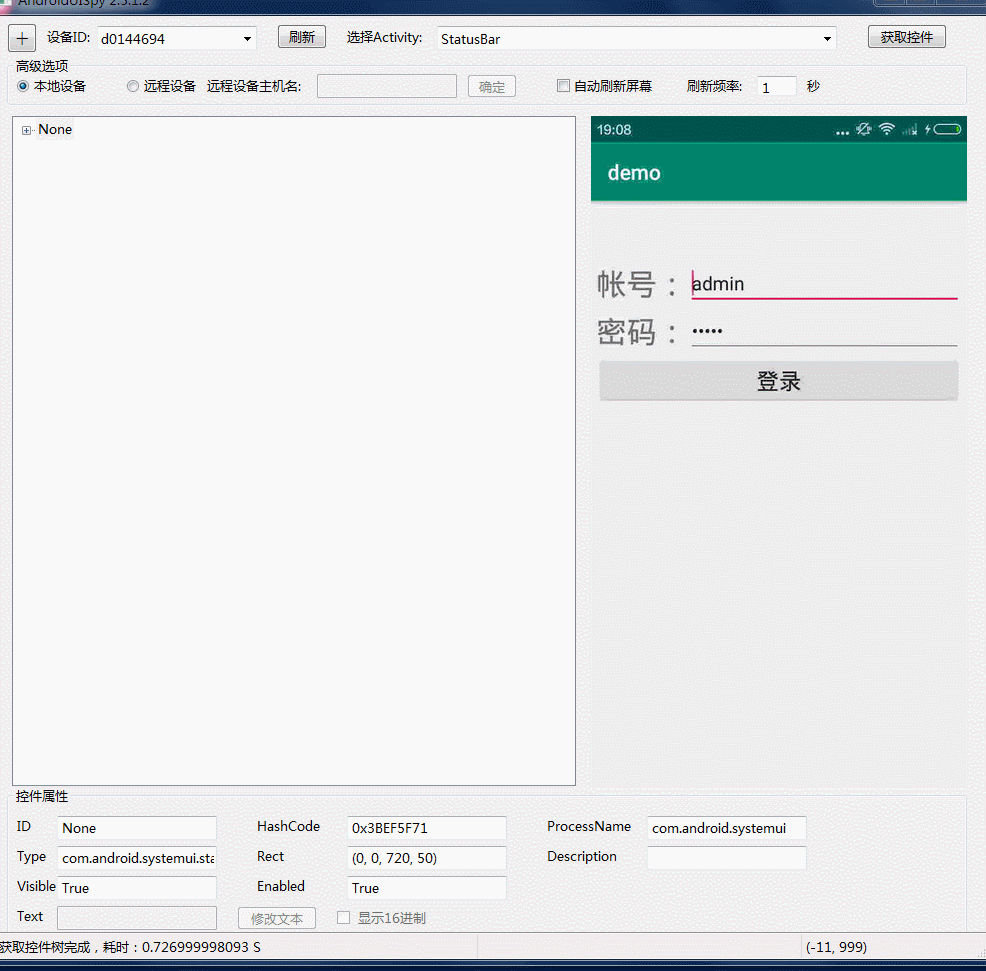 AndroidUISpy 2.5.1.2
设备ID: d0144694 刷新 选择Activity: StatusBar 获取控件
高级选项
本地设备 远程设备 远程设备主机名: 确定 自动刷新屏幕 刷新频率: 1 秒
None
19:08
demo
帐号： admin
密码： •••••
登录
控件属性
ID None HashCode 0x3BEF5F71 ProcessName com.android.systemui
Type com.android.systemui.sta Rect (0, 0, 720, 50) Description
Visible True Enabled True
Text 修改文本 显示16进制
获取控件树完成，耗时：0.726999998093 S (-11, 999)